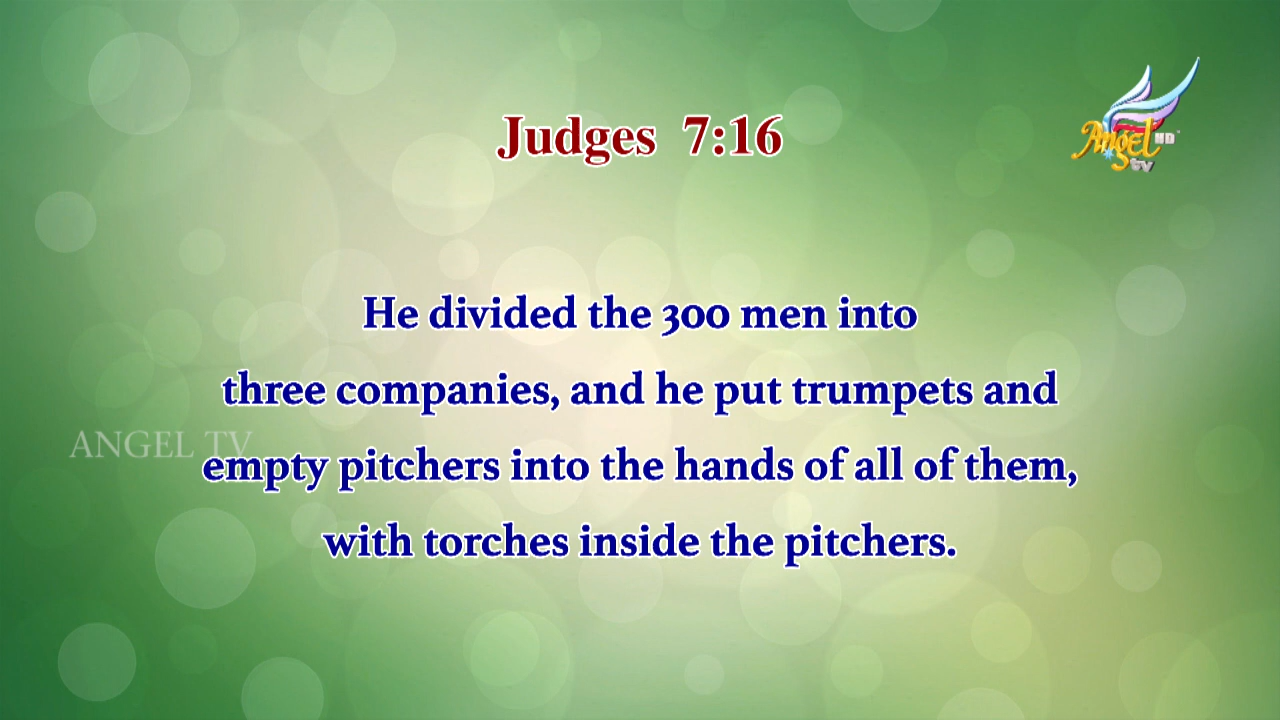 Judges 7:16
Angel HD
tv
He divided the 300 men into
three companies, and he put trumpets and
ANGEL TV
empty pitchers into the hands of all of them,
with torches inside the pitchers.